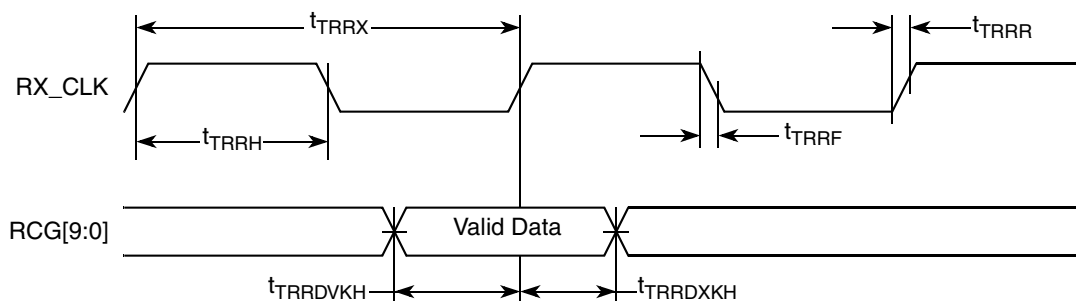 tTRRX
tTRRR
RX_CLK
tTRRH
tTRRF
RCG[9:0]
Valid Data
tTRRDVKH
tTRRDXKH